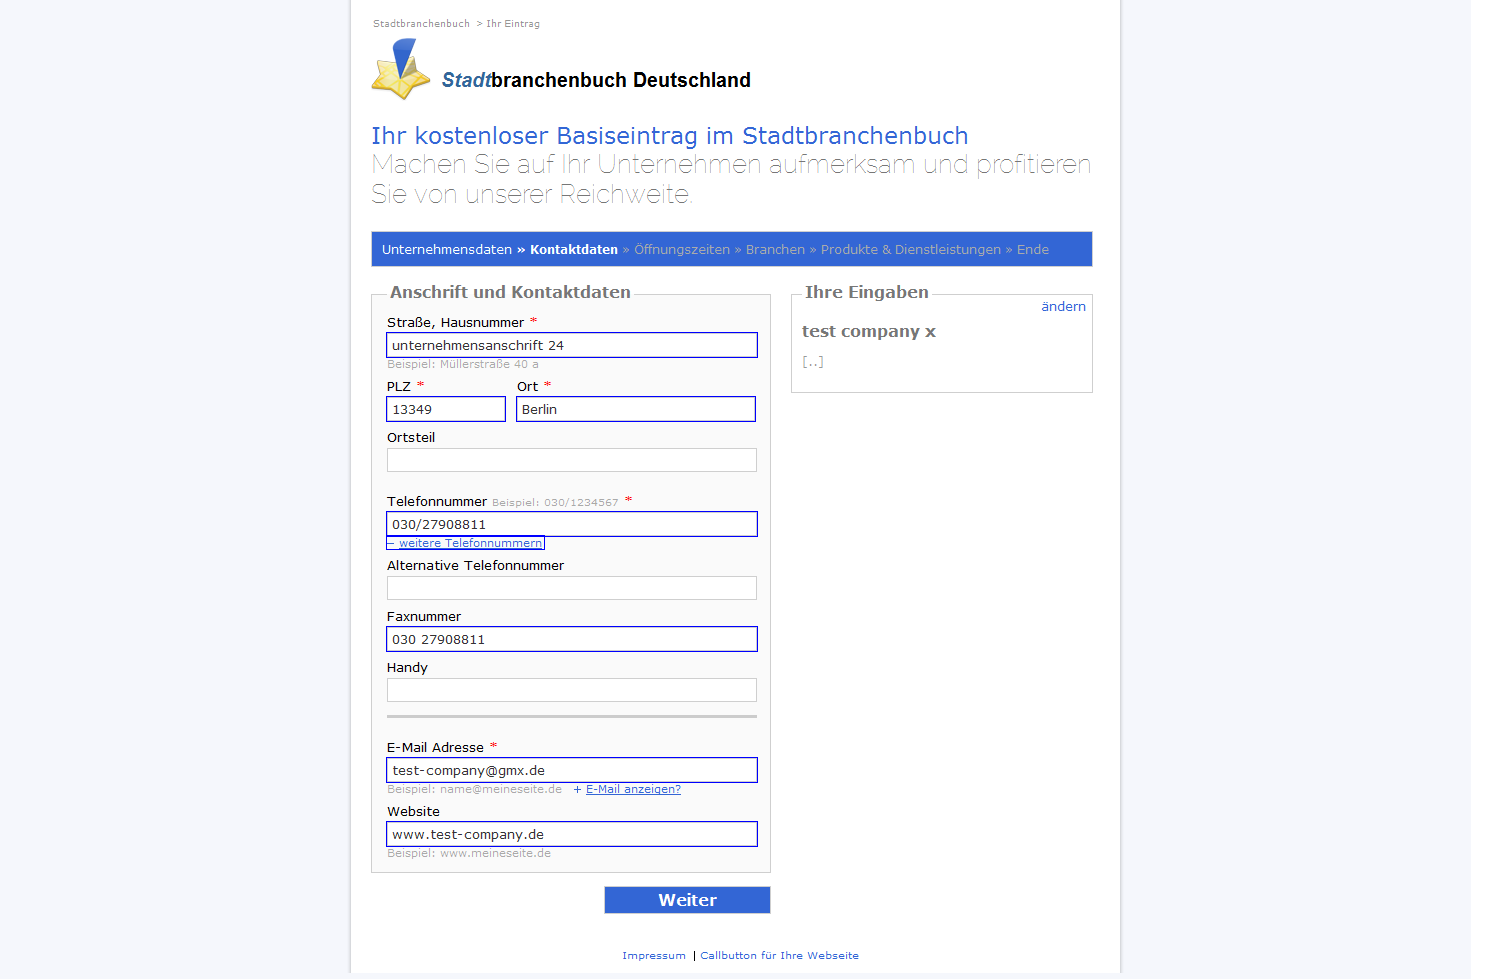 Stadtbranchenbuch > Ihr Eintrag
Stadtbranchenbuch Deutschland
Ihr kostenloser Basiseintrag im Stadtbranchenbuch
Machen Sie auf Ihr Unternehmen aufmerksam und profitieren
Sie von unserer Reichweite.
Unternehmensdaten » Kontaktdaten » Öffnungszeiten » Branchen » Produkte & Dienstleistungen » Ende
Anschrift und Kontaktdaten
Straße, Hausnummer *
unternehmensanschrift 24
Beispiel: Müllerstraße 40 a
PLZ * Ort *
13349 Berlin
Ortsteil
Telefonnummer Beispiel: 030/1234567 *
030/27908811
− weitere Telefonnummern
Alternative Telefonnummer
Faxnummer
030 27908811
Handy
E-Mail Adresse *
test-company@gmx.de
Beispiel: name@meineseite.de + E-Mail anzeigen?
Website
www.test-company.de
Beispiel: www.meineseite.de
Weiter
Ihre Eingaben
ändern
test company x
[..]
Impressum | Callbutton für Ihre Webseite